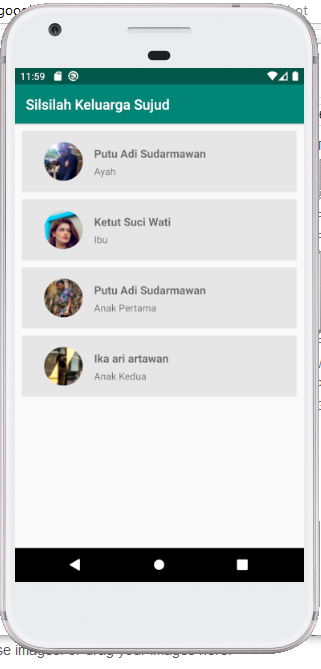 11:59
Silsilah Keluarga Sujud
Putu Adi Sudarmawan
Ayah
Ketut Suci Wati
Ibu
Putu Adi Sudarmawan
Anak Pertama
Ika ari artawan
Anak Kedua